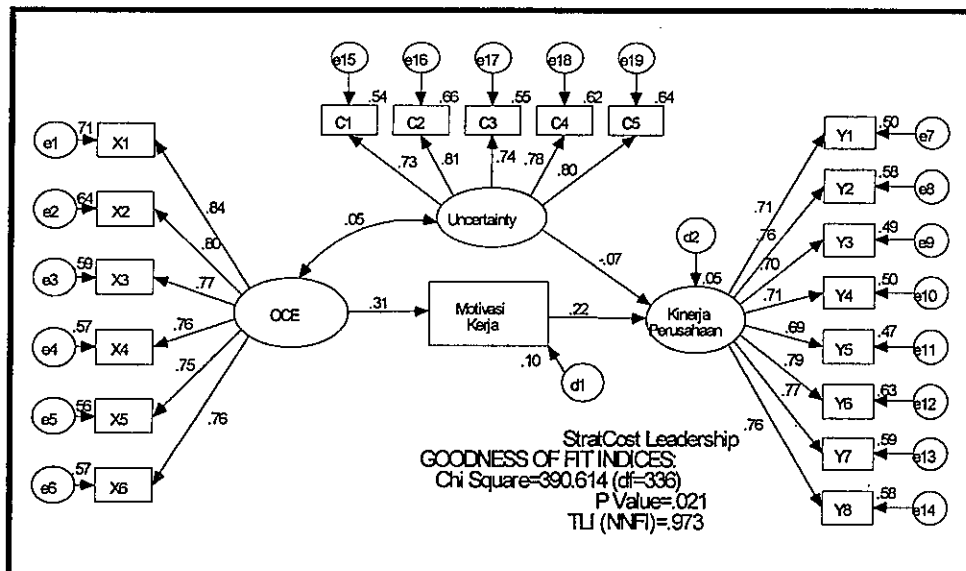 e15 e16 e17 e18 e19
.54 .66 .55 .62 .64
C1 C2 C3 C4 C5
.73 .81 .74 .78 .80
Uncertainty
.05
-.07
e1 .71 X1
e2 .64 X2
e3 .59 X3
e4 .57 X4
e5 .56 X5
e6 .57 X6
.84
.80
.77
.76
.75
.76
OCE
.31
Motivasi
Kerja
.10
d1
.22
d2
.05
Kinerja
Perusahaan
.71
.76
.70
.71
.69
.79
.77
.76
Y1 .50 e7
Y2 .58 e8
Y3 .49 e9
Y4 .50 e10
Y5 .47 e11
Y6 .63 e12
Y7 .59 e13
Y8 .58 e14
StratCost Leadership
GOODNESS OF FIT INDICES:
Chi Square=390.614 (df=336)
P Value=.021
TLI (NNFI)=.973